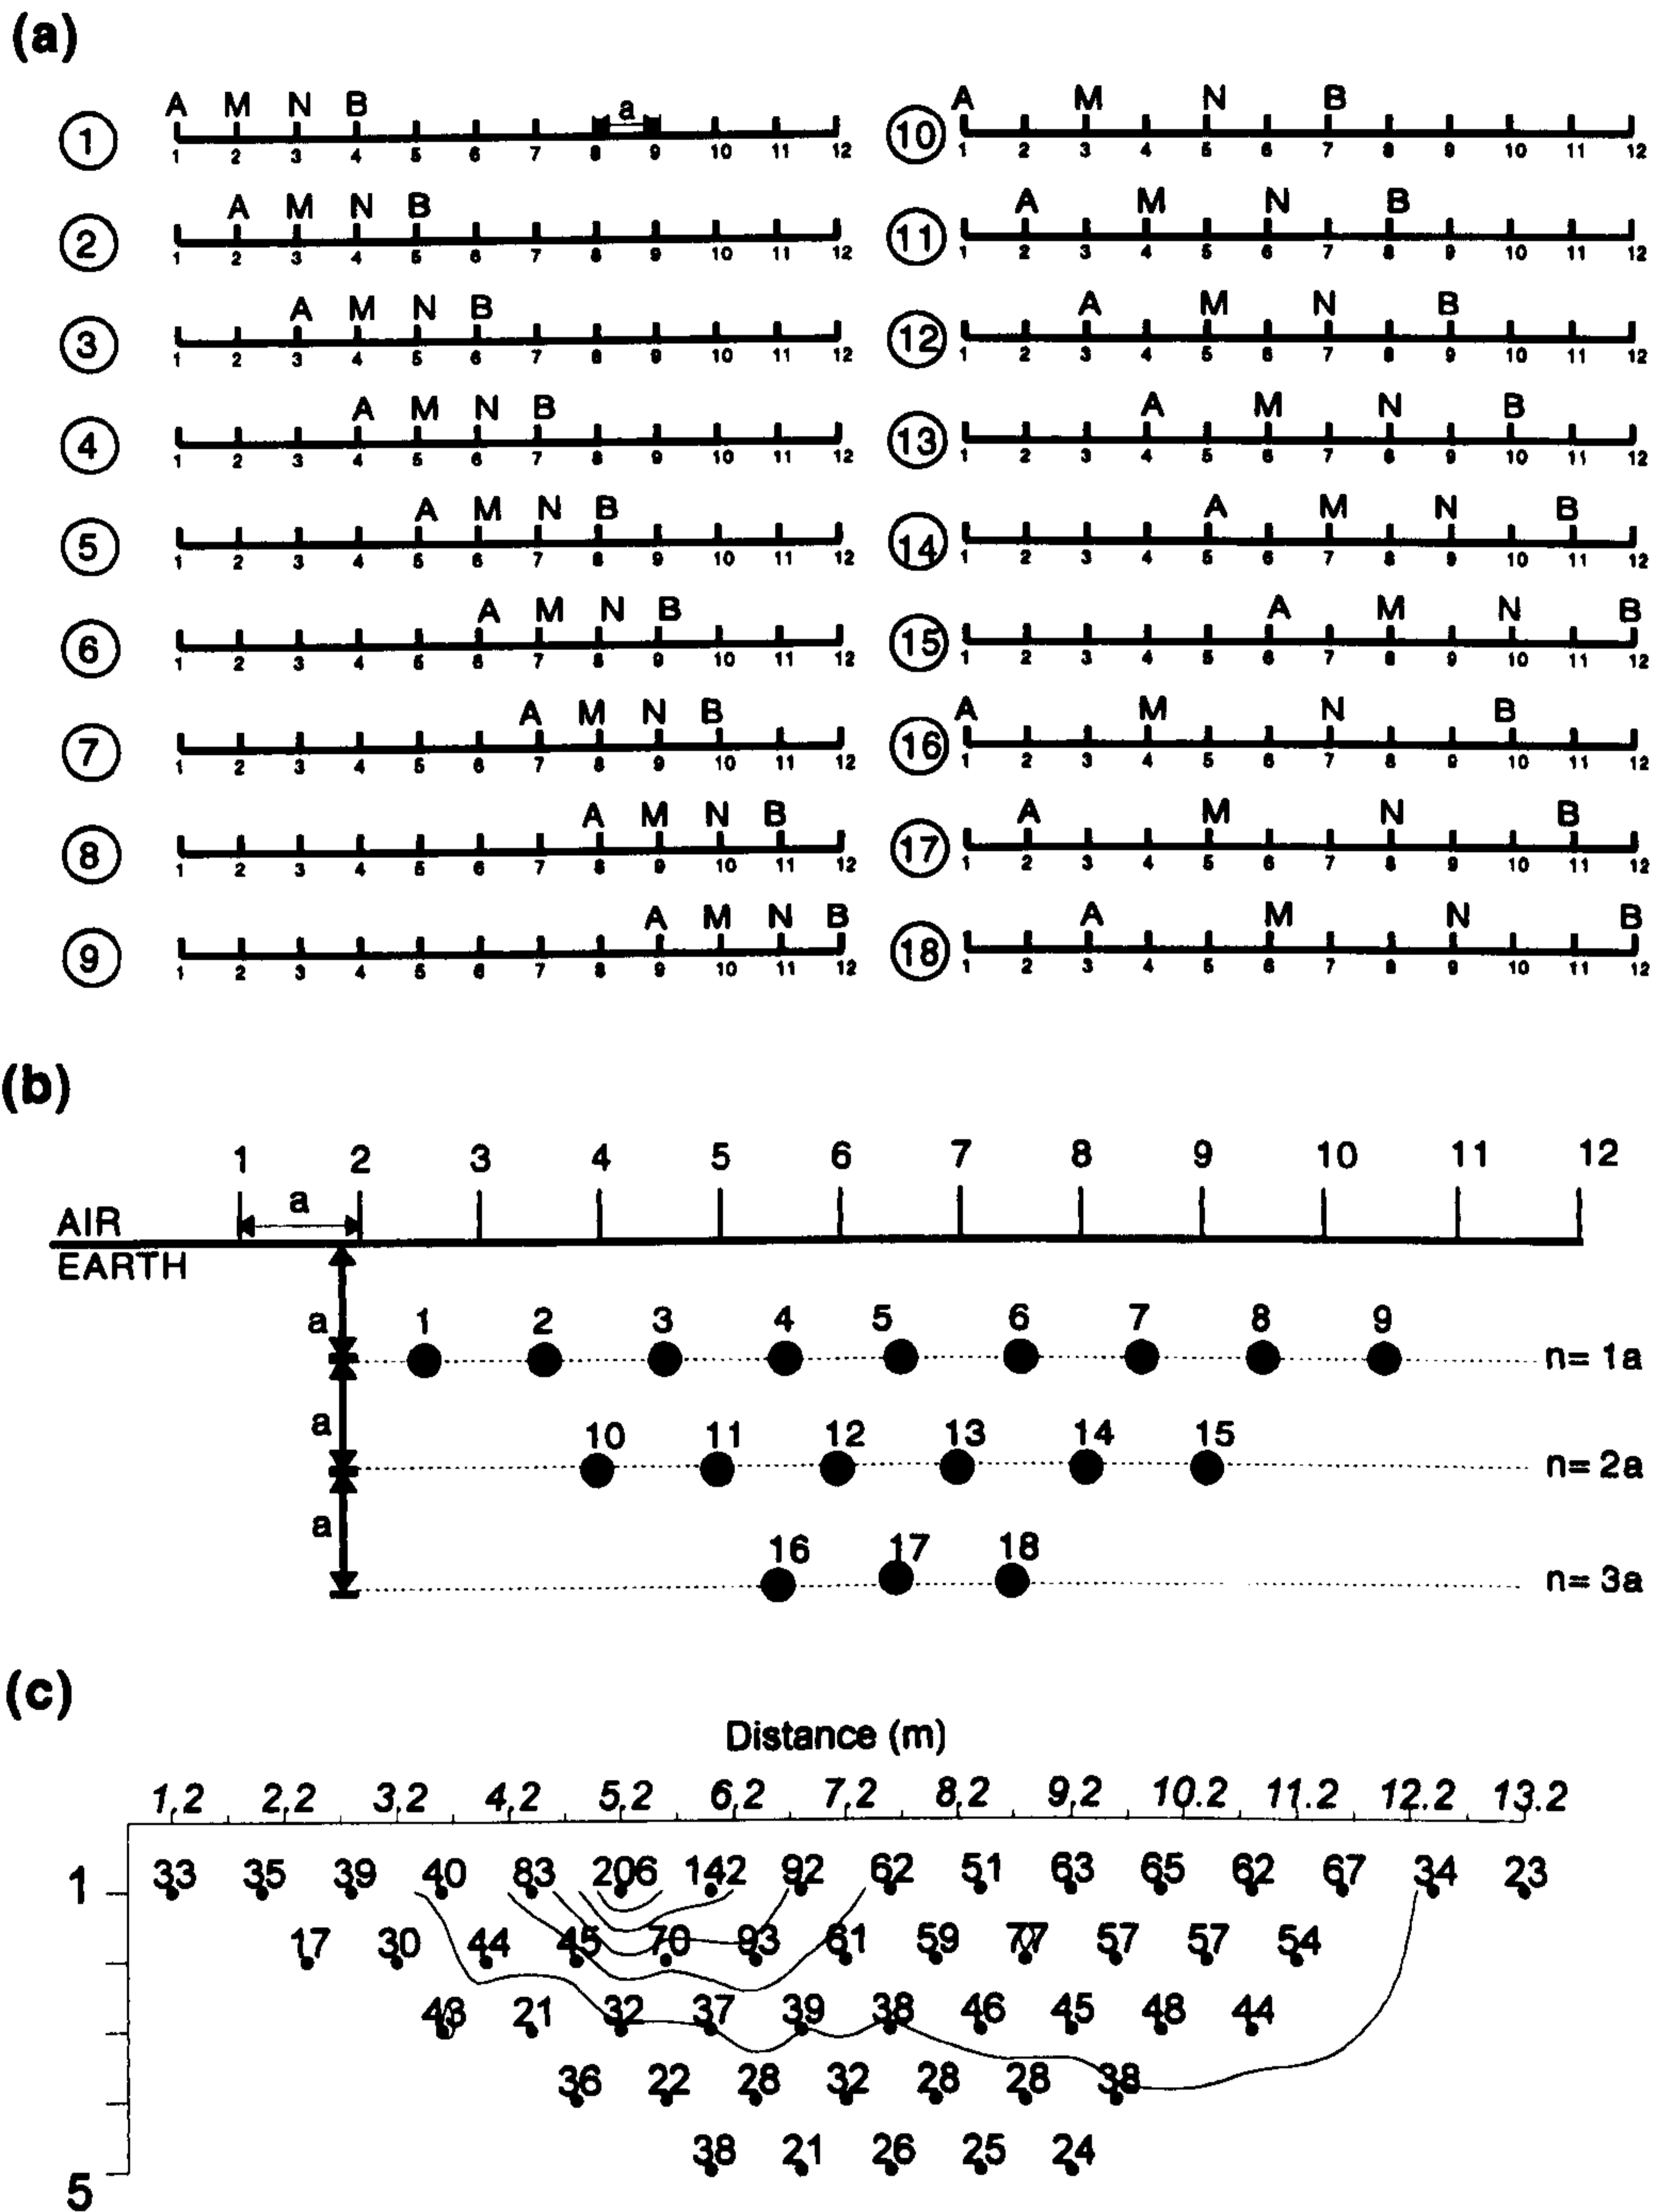 (a)
A M N B
a
1
1 2 3 4 5 6 7 8 9 10 11 12
A M N B
2
1 2 3 4 5 6 7 8 9 10 11 12
A M N B
3
1 2 3 4 5 6 7 8 9 10 11 12
A M N B
4
1 2 3 4 5 6 7 8 9 10 11 12
A M N B
5
1 2 3 4 5 6 7 8 9 10 11 12
A M N B
6
1 2 3 4 5 6 7 8 9 10 11 12
A M N B
7
1 2 3 4 5 6 7 8 9 10 11 12
A M N B
8
1 2 3 4 5 6 7 8 9 10 11 12
A M N B
9
1 2 3 4 5 6 7 8 9 10 11 12
A M N B
10
1 2 3 4 5 6 7 8 9 10 11 12
A M N B
11
1 2 3 4 5 6 7 8 9 10 11 12
A M N B
12
1 2 3 4 5 6 7 8 9 10 11 12
A M N B
13
1 2 3 4 5 6 7 8 9 10 11 12
A M N B
14
1 2 3 4 5 6 7 8 9 10 11 12
A M N B
15
1 2 3 4 5 6 7 8 9 10 11 12
A M N B
16
1 2 3 4 5 6 7 8 9 10 11 12
A M N B
17
1 2 3 4 5 6 7 8 9 10 11 12
A M N B
18
1 2 3 4 5 6 7 8 9 10 11 12
(b)
1 2 3 4 5 6 7 8 9 10 11 12
a
AIR
EARTH
a 1 2 3 4 5 6 7 8 9
n= 1a
a 10 11 12 13 14 15
n= 2a
a 16 17 18
n= 3a
(c)
Distance (m)
1.2 2.2 3.2 4.2 5.2 6.2 7.2 8.2 9.2 10.2 11.2 12.2 13.2
1 33 35 39 40 83 206 142 92 62 51 63 65 62 67 34 23
17 30 44 45 70 93 61 59 77 57 57 54
43 21 32 37 39 38 46 45 48 44
36 22 28 32 28 28 38
38 21 26 25 24
5